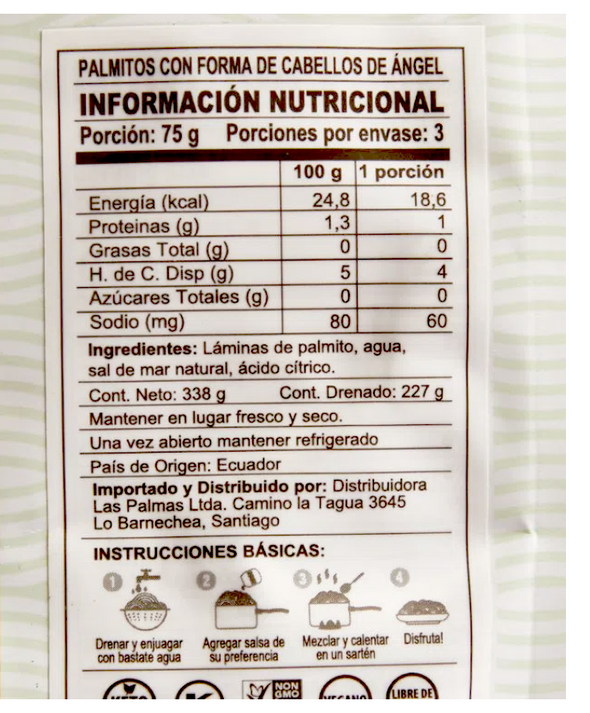 PALMITOS CON FORMA DE CABELLOS DE ÁNGEL
INFORMACIÓN NUTRICIONAL
Porción: 75 g Porciones por envase: 3
100 g 1 porción
Energía (kcal) 24,8 18,6
Proteinas (g) 1,3 1
Grasas Total (g) 0 0
H. de C. Disp (g) 5 4
Azúcares Totales (g) 0 0
Sodio (mg) 80 60
Ingredientes: Láminas de palmito, agua,
sal de mar natural, ácido cítrico.
Cont. Neto: 338 g Cont. Drenado: 227 g
Mantener en lugar fresco y seco.
Una vez abierto mantener refrigerado
País de Origen: Ecuador
Importado y Distribuido por: Distribuidora
Las Palmas Ltda. Camino la Tagua 3645
Lo Barnechea, Santiago
INSTRUCCIONES BÁSICAS:
1 2 3 4
Drenar y enjuagar Agregar salsa de Mezclar y calentar Disfruta!
con bastate agua su preferencia en un sartén
NON
GMO
KETO VEGANO LIBRE DE